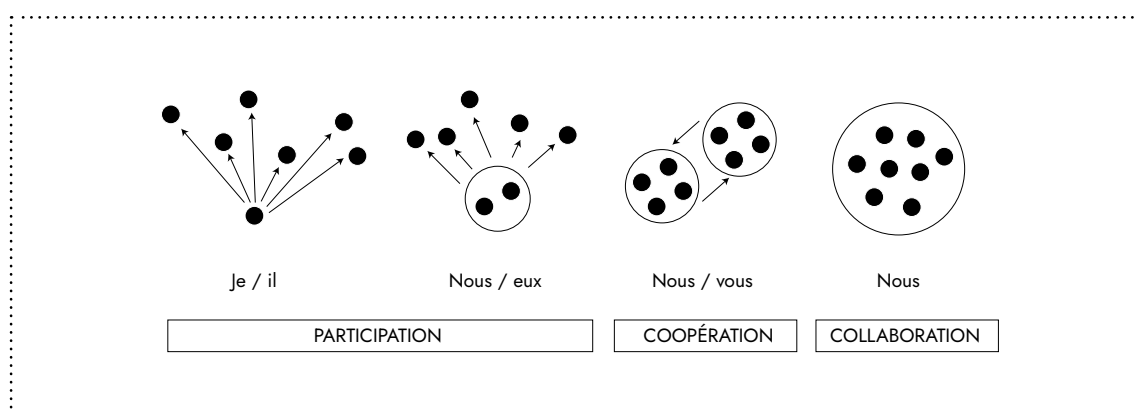 Je / il
Nous / eux
Nous / vous
Nous
PARTICIPATION
COOPÉRATION
COLLABORATION